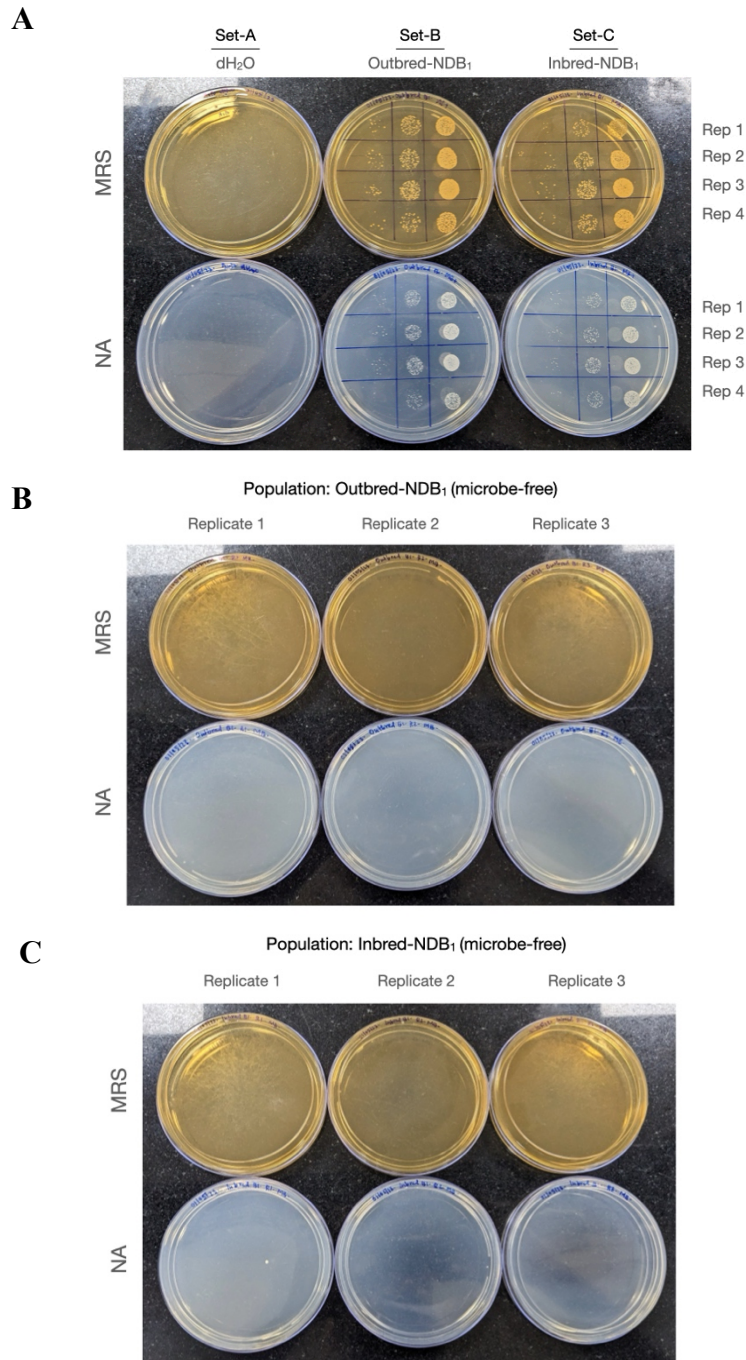 A
Set-A Set-B Set-C
dH₂O Outbred-NDB₁ Inbred-NDB₁
MRS
Rep 1
Rep 2
Rep 3
Rep 4
NA
Rep 1
Rep 2
Rep 3
Rep 4
B
Population: Outbred-NDB₁ (microbe-free)
Replicate 1 Replicate 2 Replicate 3
MRS
NA
C
Population: Inbred-NDB₁ (microbe-free)
Replicate 1 Replicate 2 Replicate 3
MRS
NA